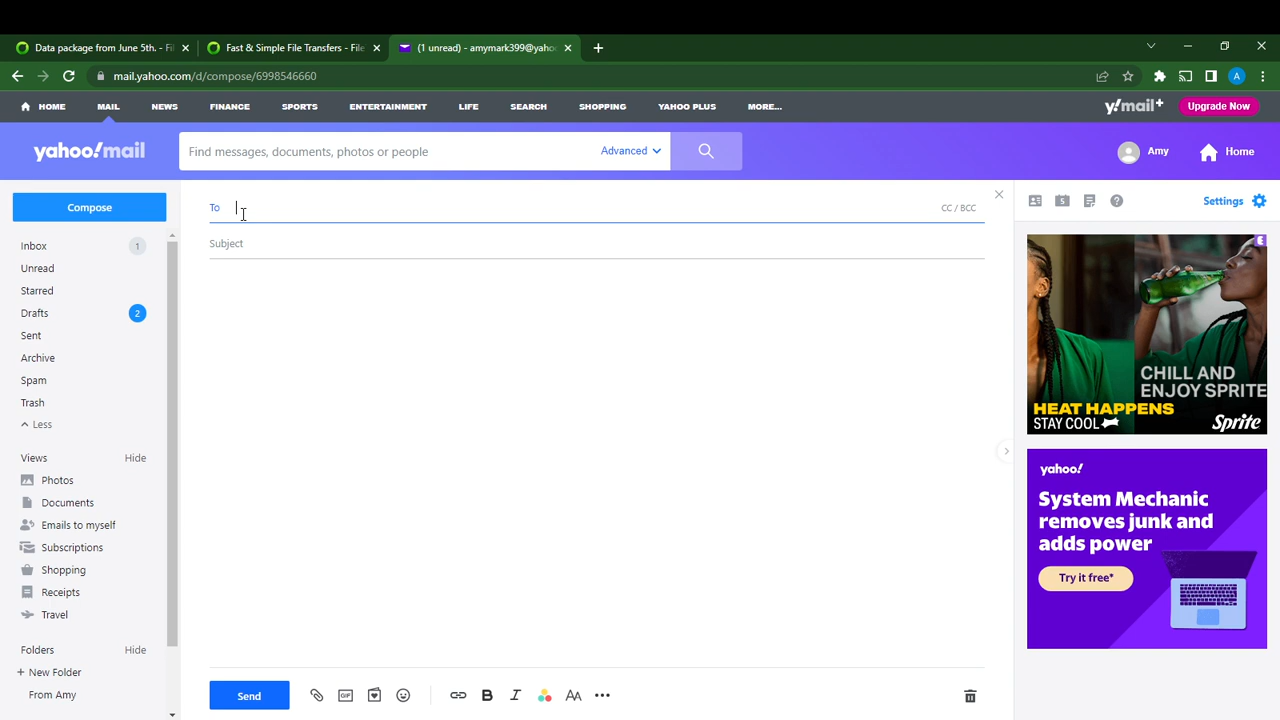 Data package from June 5th. - Fil
Fast & Simple File Transfers - File
(1 unread) - amymark399@yahoo
mail.yahoo.com/d/compose/6998546660
A
HOME MAIL NEWS FINANCE SPORTS ENTERTAINMENT LIFE SEARCH SHOPPING YAHOO PLUS MORE...
y!mail+ Upgrade Now
yahoo!mail
Find messages, documents, photos or people
Advanced
Amy
Home
Compose
Inbox 1
Unread
Starred
Drafts 2
Sent
Archive
Spam
Trash
Less
Views Hide
Photos
Documents
Emails to myself
Subscriptions
Shopping
Receipts
Travel
Folders Hide
+ New Folder
From Amy
To
CC / BCC
Subject
Send
GIF
B
I
AA
5
?
Settings
CHILL AND
ENJOY SPRITE
HEAT HAPPENS
STAY COOL
Sprite
yahoo!
System Mechanic
removes junk and
adds power
Try it free*